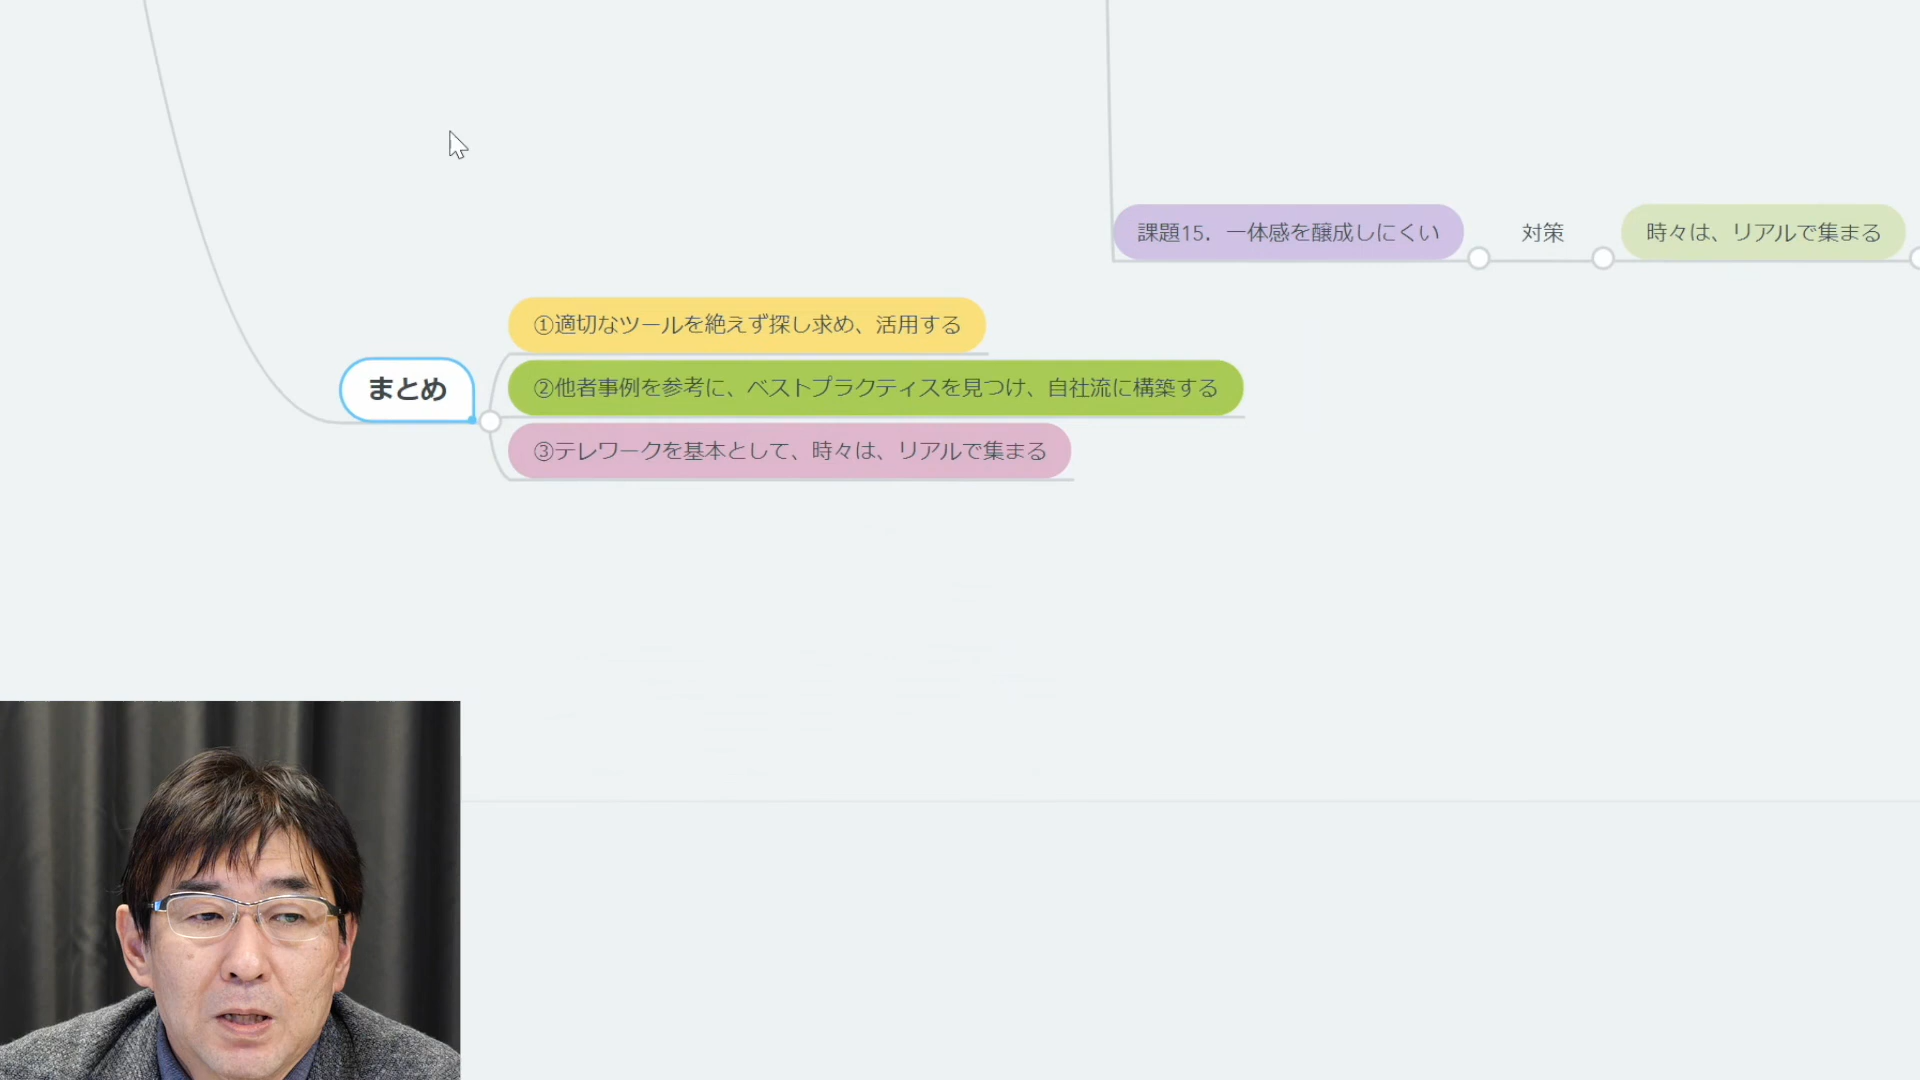 課題15．一体感を醸成しにくい
対策
時々は、リアルで集まる
まとめ
①適切なツールを絶えず探し求め、活用する
②他者事例を参考に、ベストプラクティスを見つけ、自社流に構築する
③テレワークを基本として、時々は、リアルで集まる